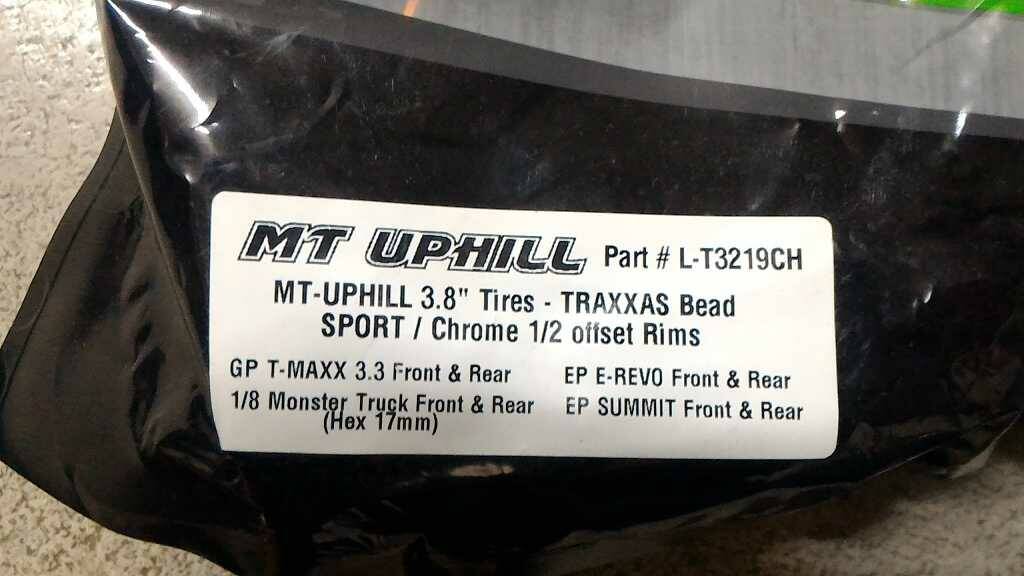 MT UPHILL Part # L-T3219CH
MT-UPHILL 3.8" Tires - TRAXXAS Bead
SPORT / Chrome 1/2 offset Rims
GP T-MAXX 3.3 Front & Rear EP E-REVO Front & Rear
1/8 Monster Truck Front & Rear EP SUMMIT Front & Rear
(Hex 17mm)